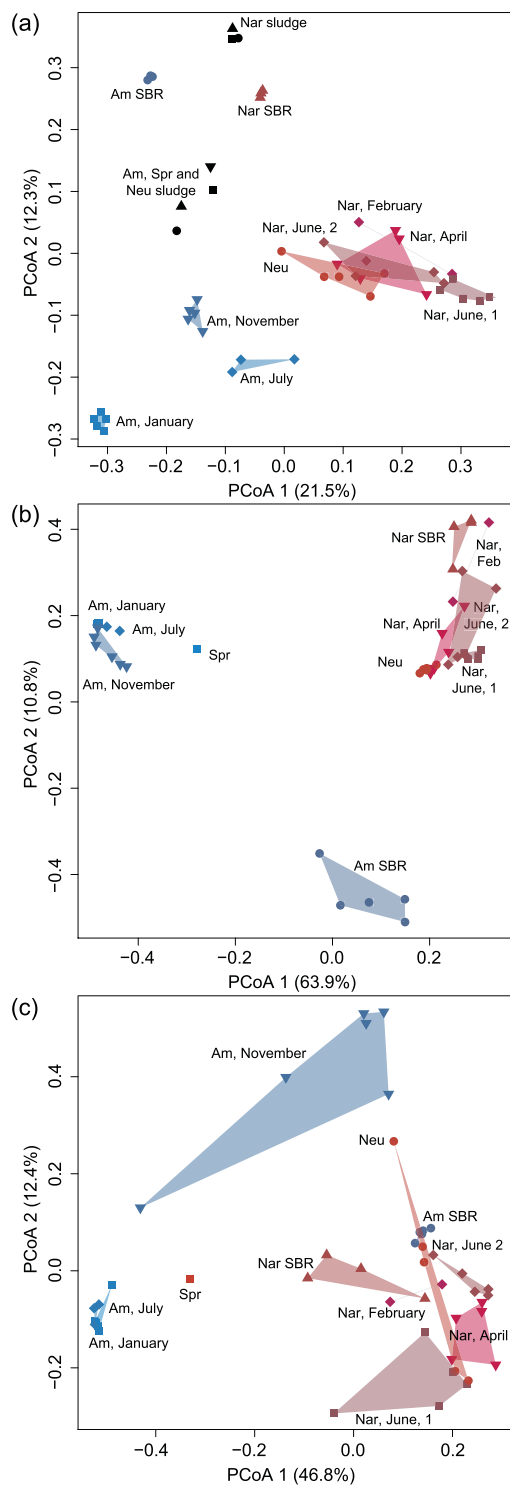 (a)
Nar sludge
Am SBR
Nar SBR
Am, Spr and
Neu sludge
Nar, February
Nar, June, 2
Nar, April
Neu
Nar, June, 1
Am, November
Am, July
Am, January
PCoA 2 (12.3%)
0.3
0.2
0.1
0.0
−0.1
−0.2
−0.3
−0.3
−0.2
−0.1
0.0
0.1
0.2
0.3
PCoA 1 (21.5%)
(b)
Nar SBR
Nar,
Feb
Am, January
Am, July
Nar, April
Nar,
June, 2
Spr
Neu
Am, November
Nar,
June, 1
Am SBR
PCoA 2 (10.8%)
0.4
0.2
0.0
−0.2
−0.4
−0.4
−0.2
0.0
0.2
PCoA 1 (63.9%)
(c)
Am, November
Neu
Am SBR
Nar, June 2
Nar SBR
Spr
Am, July
Nar, February
Am, January
Nar, April
Nar, June, 1
PCoA 2 (12.4%)
0.4
0.2
0.0
−0.2
−0.4
−0.2
0.0
0.2
PCoA 1 (46.8%)